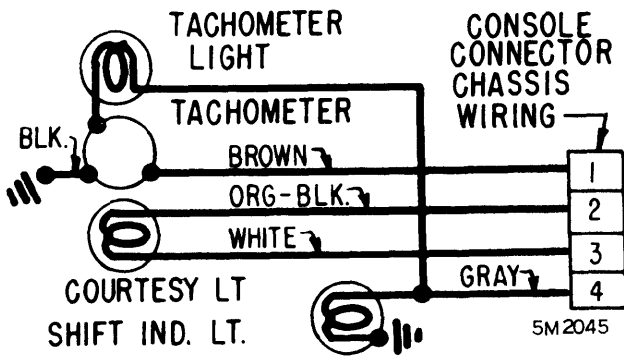 TACHOMETER
LIGHT
CONSOLE
CONNECTOR
CHASSIS
WIRING
TACHOMETER
BLK.
BROWN
1
ORG-BLK.
2
WHITE
3
COURTESY LT
GRAY
4
SHIFT IND. LT.
5M2045